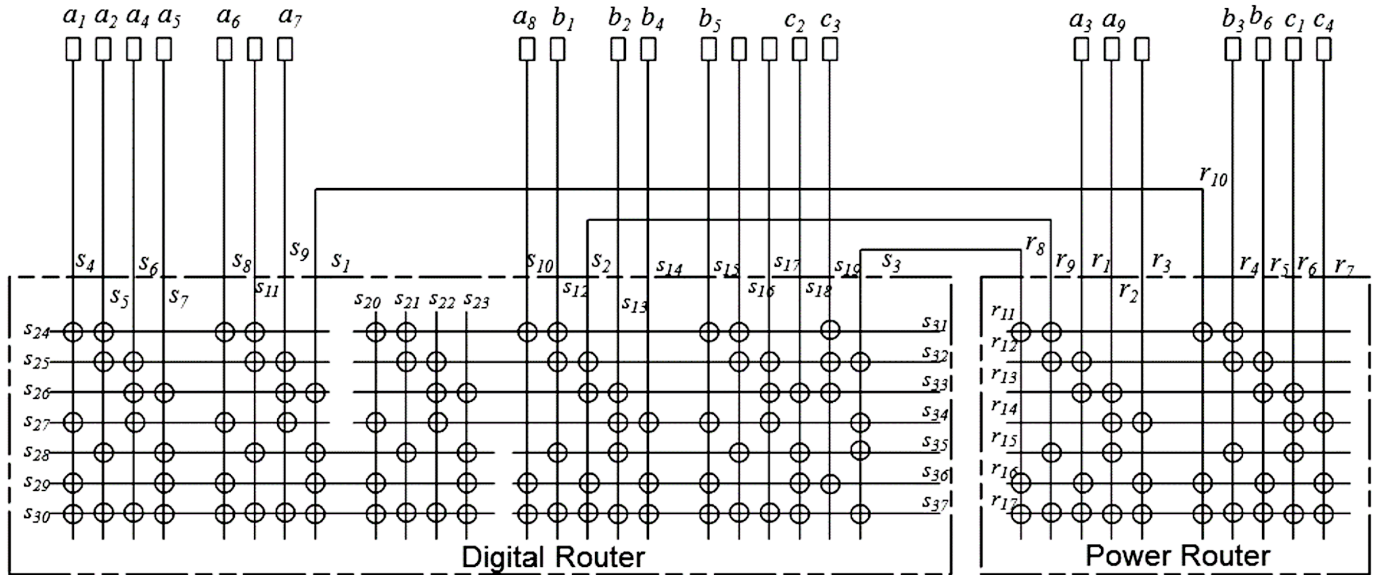 a1 a2 a4 a5 a6 a7 a8 b1 b2 b4 b5 c2 c3 a3 a9 b3 b6 c1 c4
r10
s4 s6 s8 s9 s1 s10 s2 s14 s15 s17 s19 s3 r8 r9 r1 r3 r4 r5 r6 r7
s5 s7 s11 s12 s16 s18 r2
s20 s21 s22 s23 s13
s24 s31 r11
s25 s32 r12
s26 s33 r13
s27 s34 r14
s28 s35 r15
s29 s36 r16
s30 s37 r17
Digital Router Power Router